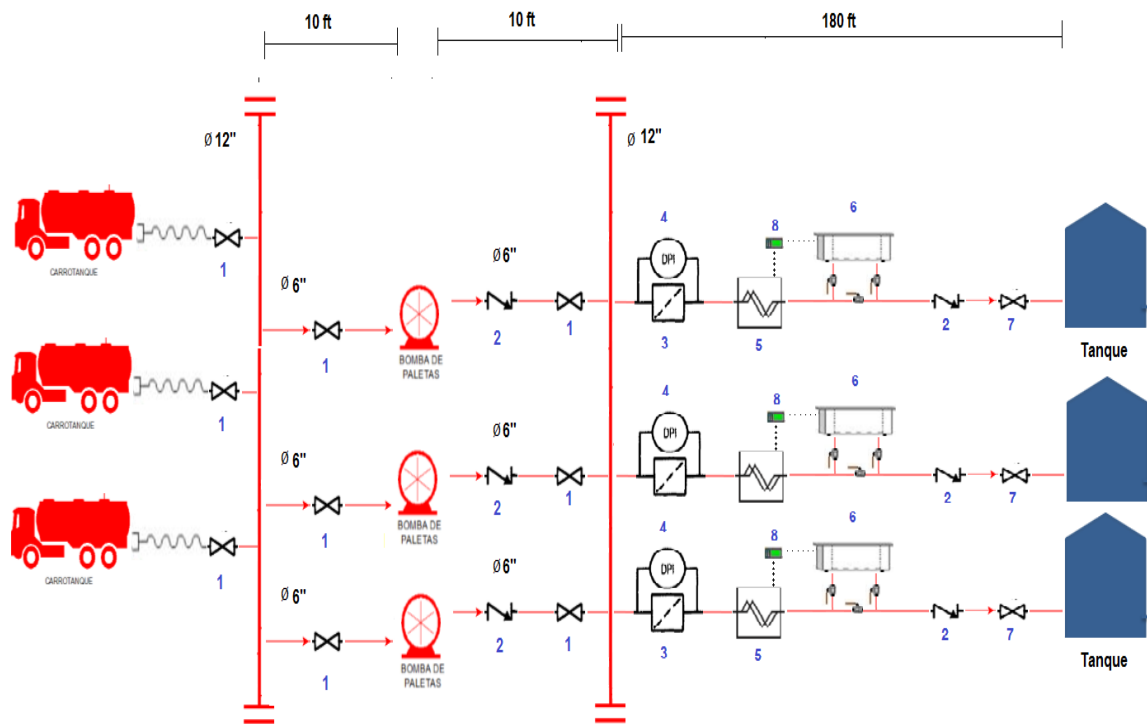 10 ft
10 ft
180 ft
Ø 12"
Ø 12"
CARROTANQUE
1
Ø 6"
1
BOMBA DE
PALETAS
Ø 6"
2
1
4
DPI
3
8
5
6
2
7
Tanque
CARROTANQUE
1
Ø 6"
1
BOMBA DE
PALETAS
Ø 6"
2
1
4
DPI
3
8
5
6
2
7
CARROTANQUE
1
Ø 6"
1
BOMBA DE
PALETAS
Ø 6"
2
1
4
DPI
3
8
5
6
2
7
Tanque